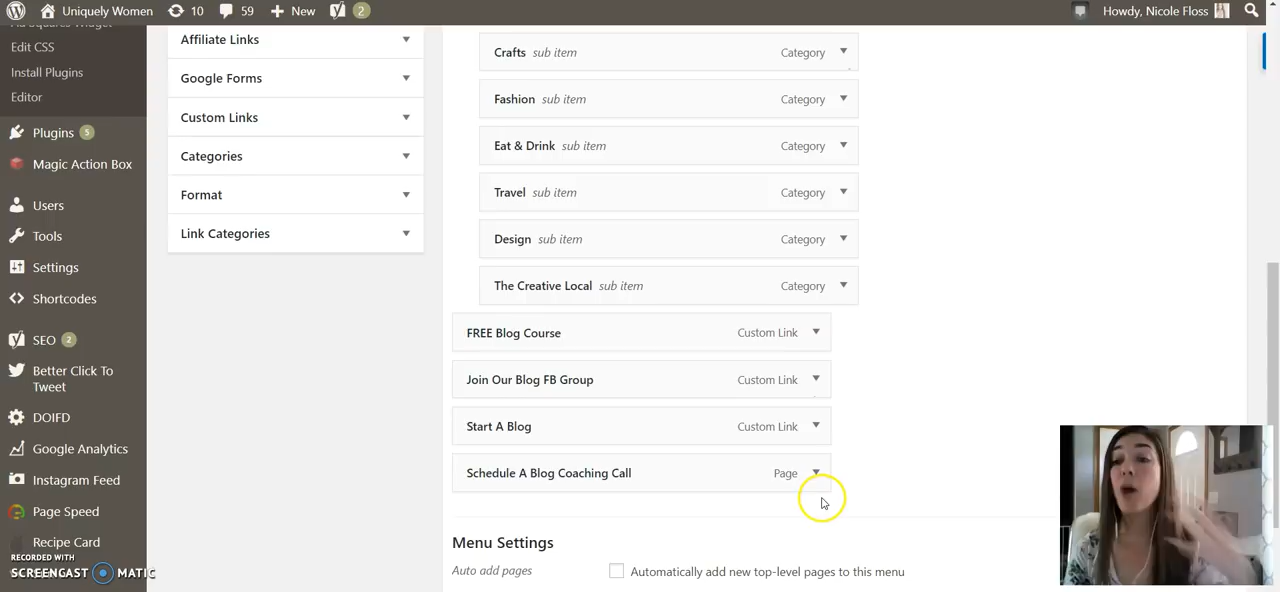 Uniquely Women 10 59 New 2 Howdy, Nicole Floss
Edit CSS
Install Plugins
Editor
Plugins 5
Magic Action Box
Users
Tools
Settings
Shortcodes
SEO 2
Better Click To
Tweet
DOIFD
Google Analytics
Instagram Feed
Page Speed
Recipe Card
RECORDED WITH
SCREENCAST MATIC
Affiliate Links
Google Forms
Custom Links
Categories
Format
Link Categories
Crafts sub item Category
Fashion sub item Category
Eat & Drink sub item Category
Travel sub item Category
Design sub item Category
The Creative Local sub item Category
FREE Blog Course Custom Link
Join Our Blog FB Group Custom Link
Start A Blog Custom Link
Schedule A Blog Coaching Call Page
Menu Settings
Auto add pages Automatically add new top-level pages to this menu